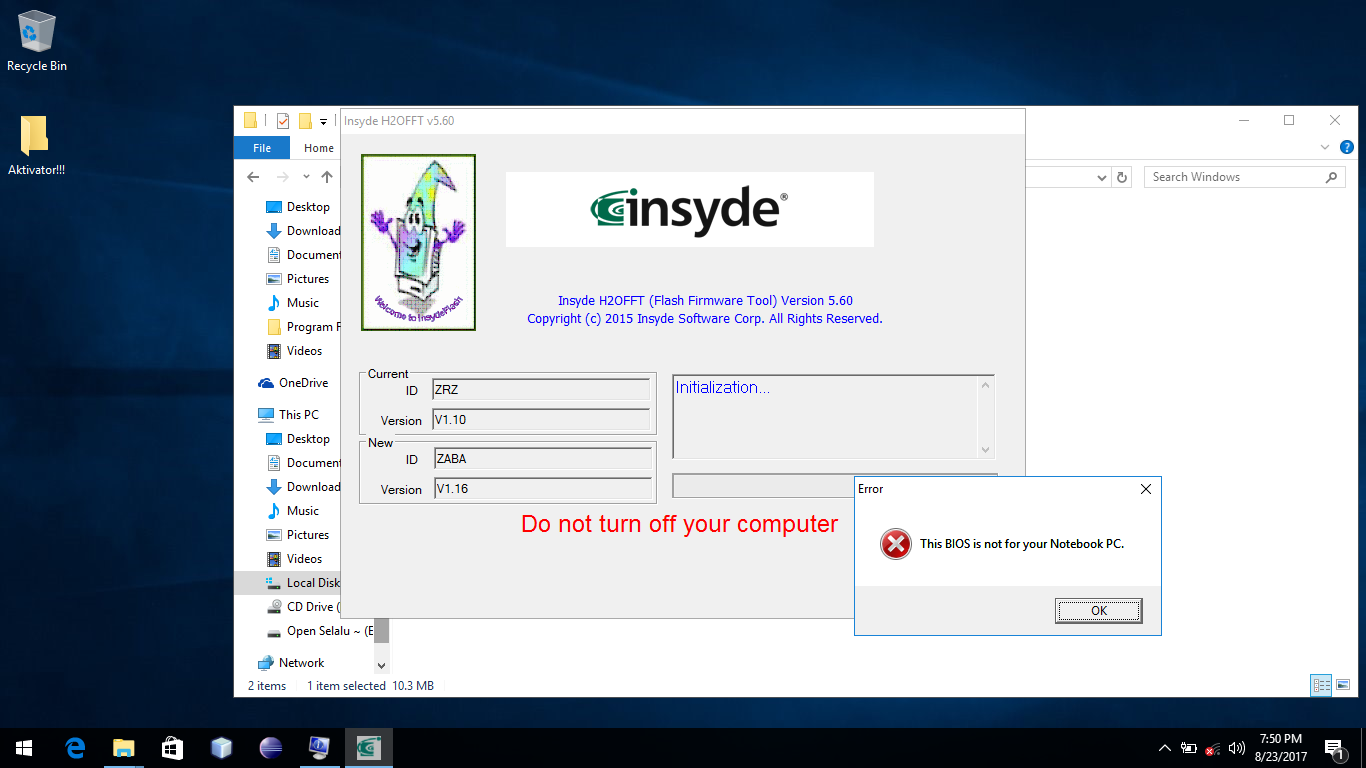 Recycle Bin
Aktivator!!!
Insyde H2OFFT v5.60
File
Home
Search Windows
Desktop
Download
Document
Pictures
Music
Program F
Videos
OneDrive
This PC
Desktop
Document
Download
Music
Pictures
Videos
Local Disk
CD Drive (
Open Selalu ~ (E
Network
2 items
1 item selected 10.3 MB
Welcome to InsydeFlash
insyde®
Insyde H2OFFT (Flash Firmware Tool) Version 5.60
Copyright (c) 2015 Insyde Software Corp. All Rights Reserved.
Current
ID ZRZ
Version V1.10
New
ID ZABA
Version V1.16
Initialization...
Do not turn off your computer
Error
This BIOS is not for your Notebook PC.
OK
7:50 PM
8/23/2017
1